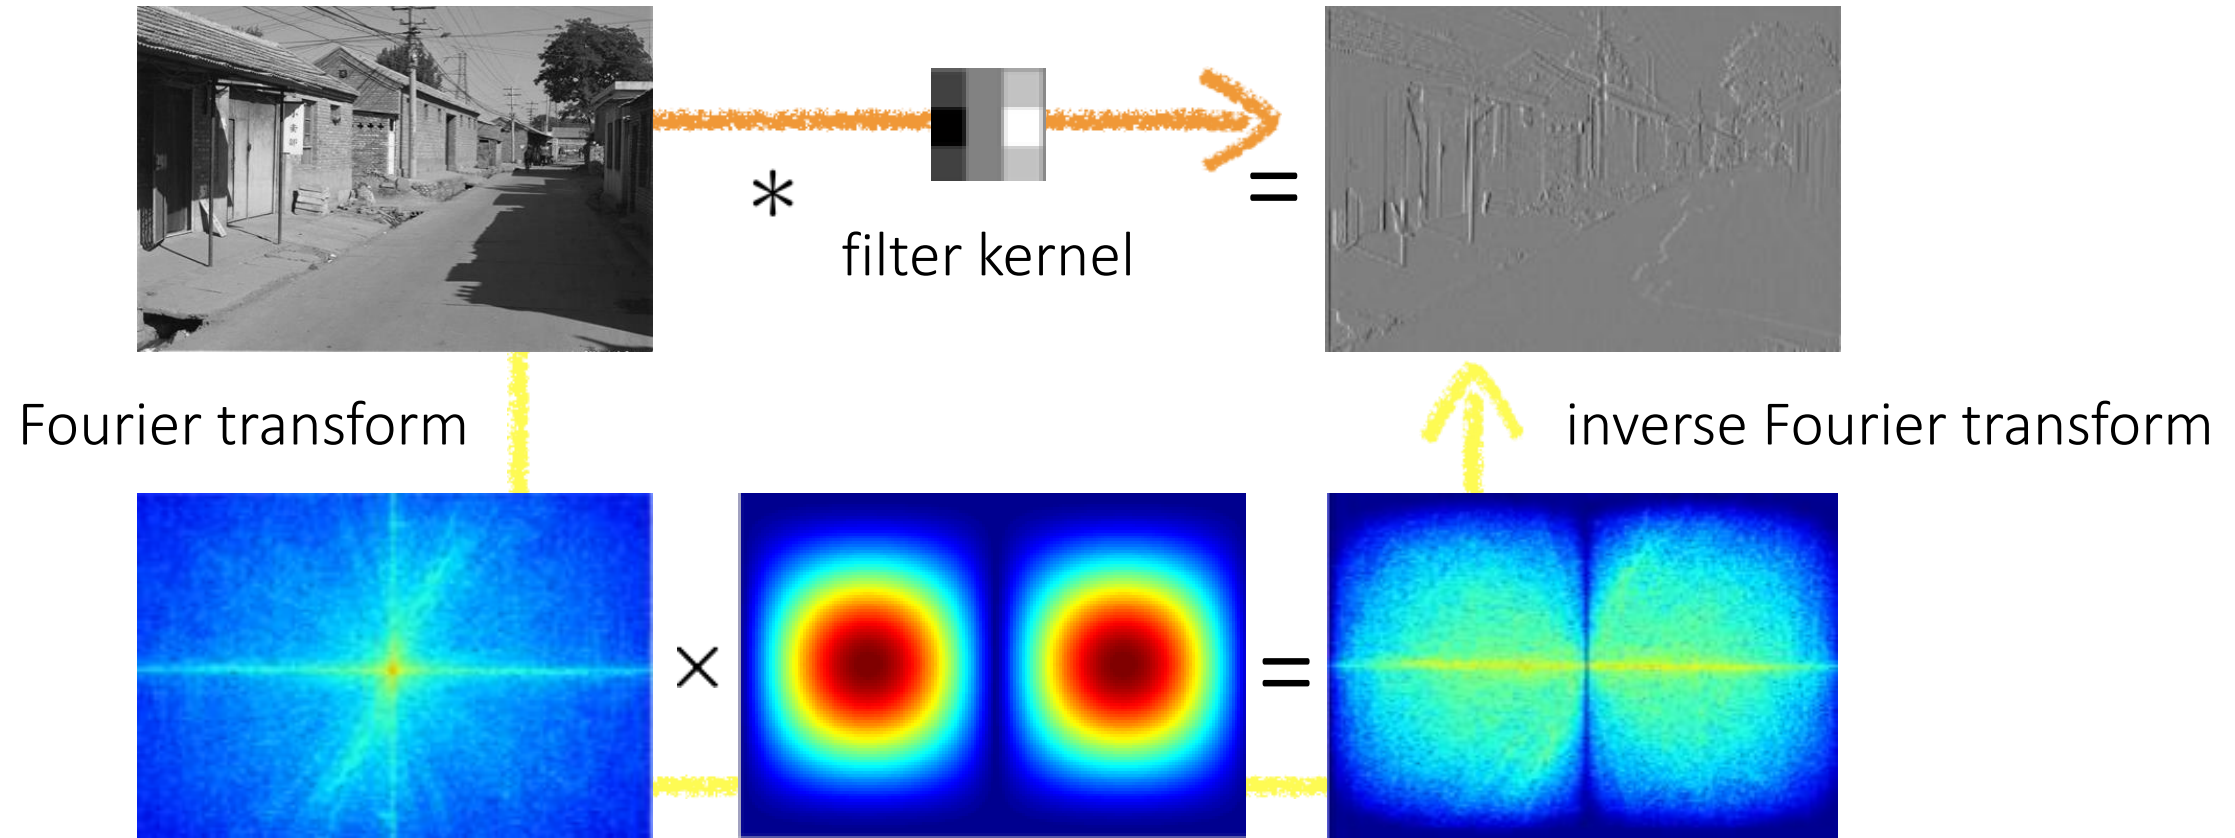 *
=
filter kernel
Fourier transform
inverse Fourier transform
×
=